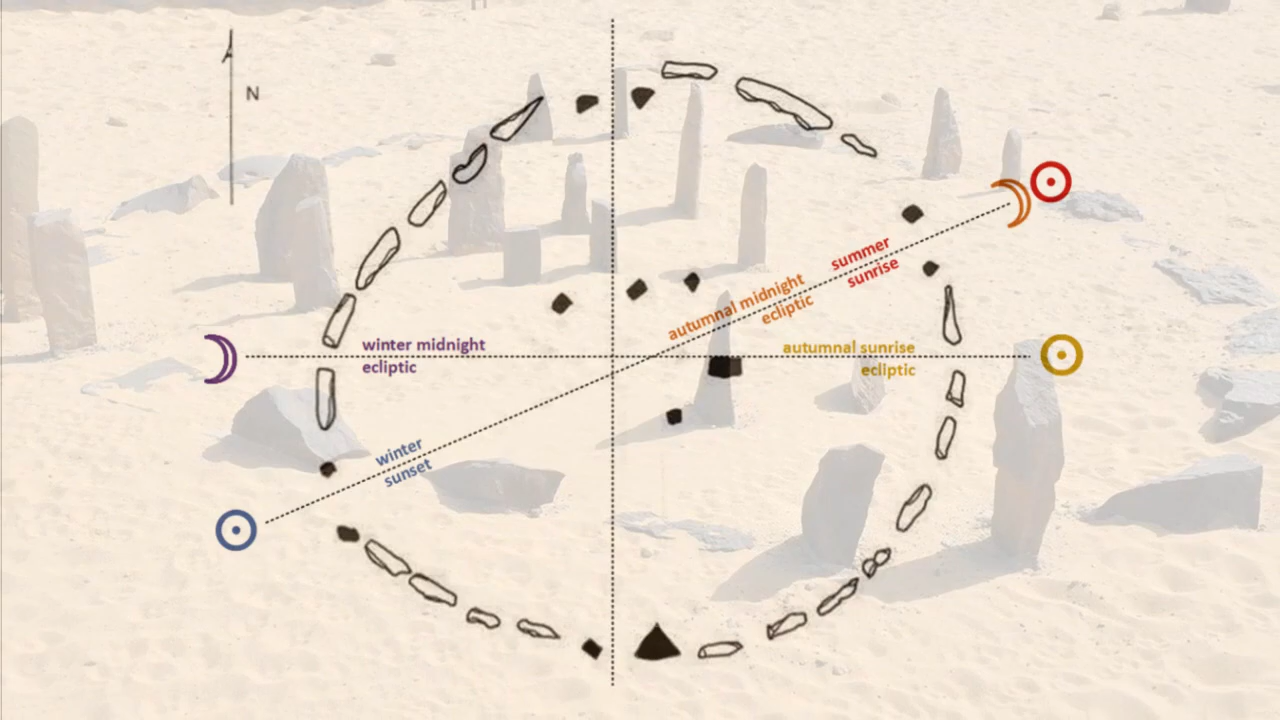 N
summer
sunrise
autumnal midnight
ecliptic
winter midnight
ecliptic
autumnal sunrise
ecliptic
winter
sunset